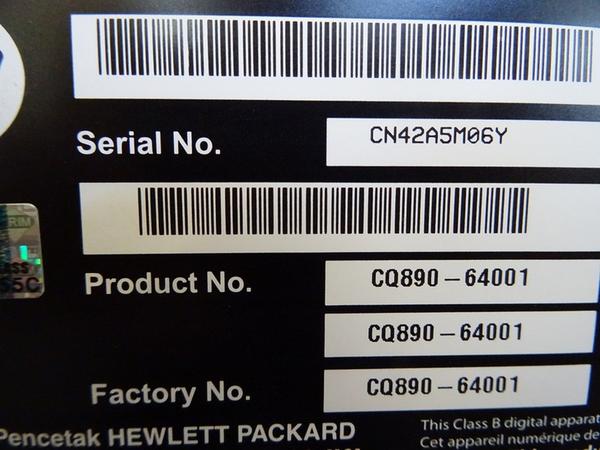 Serial No. CN42A5M06Y
Product No. CQ890-64001
CQ890-64001
Factory No. CQ890-64001
Pencetak HEWLETT PACKARD
This Class B digital apparat
Cet appareil numérique de